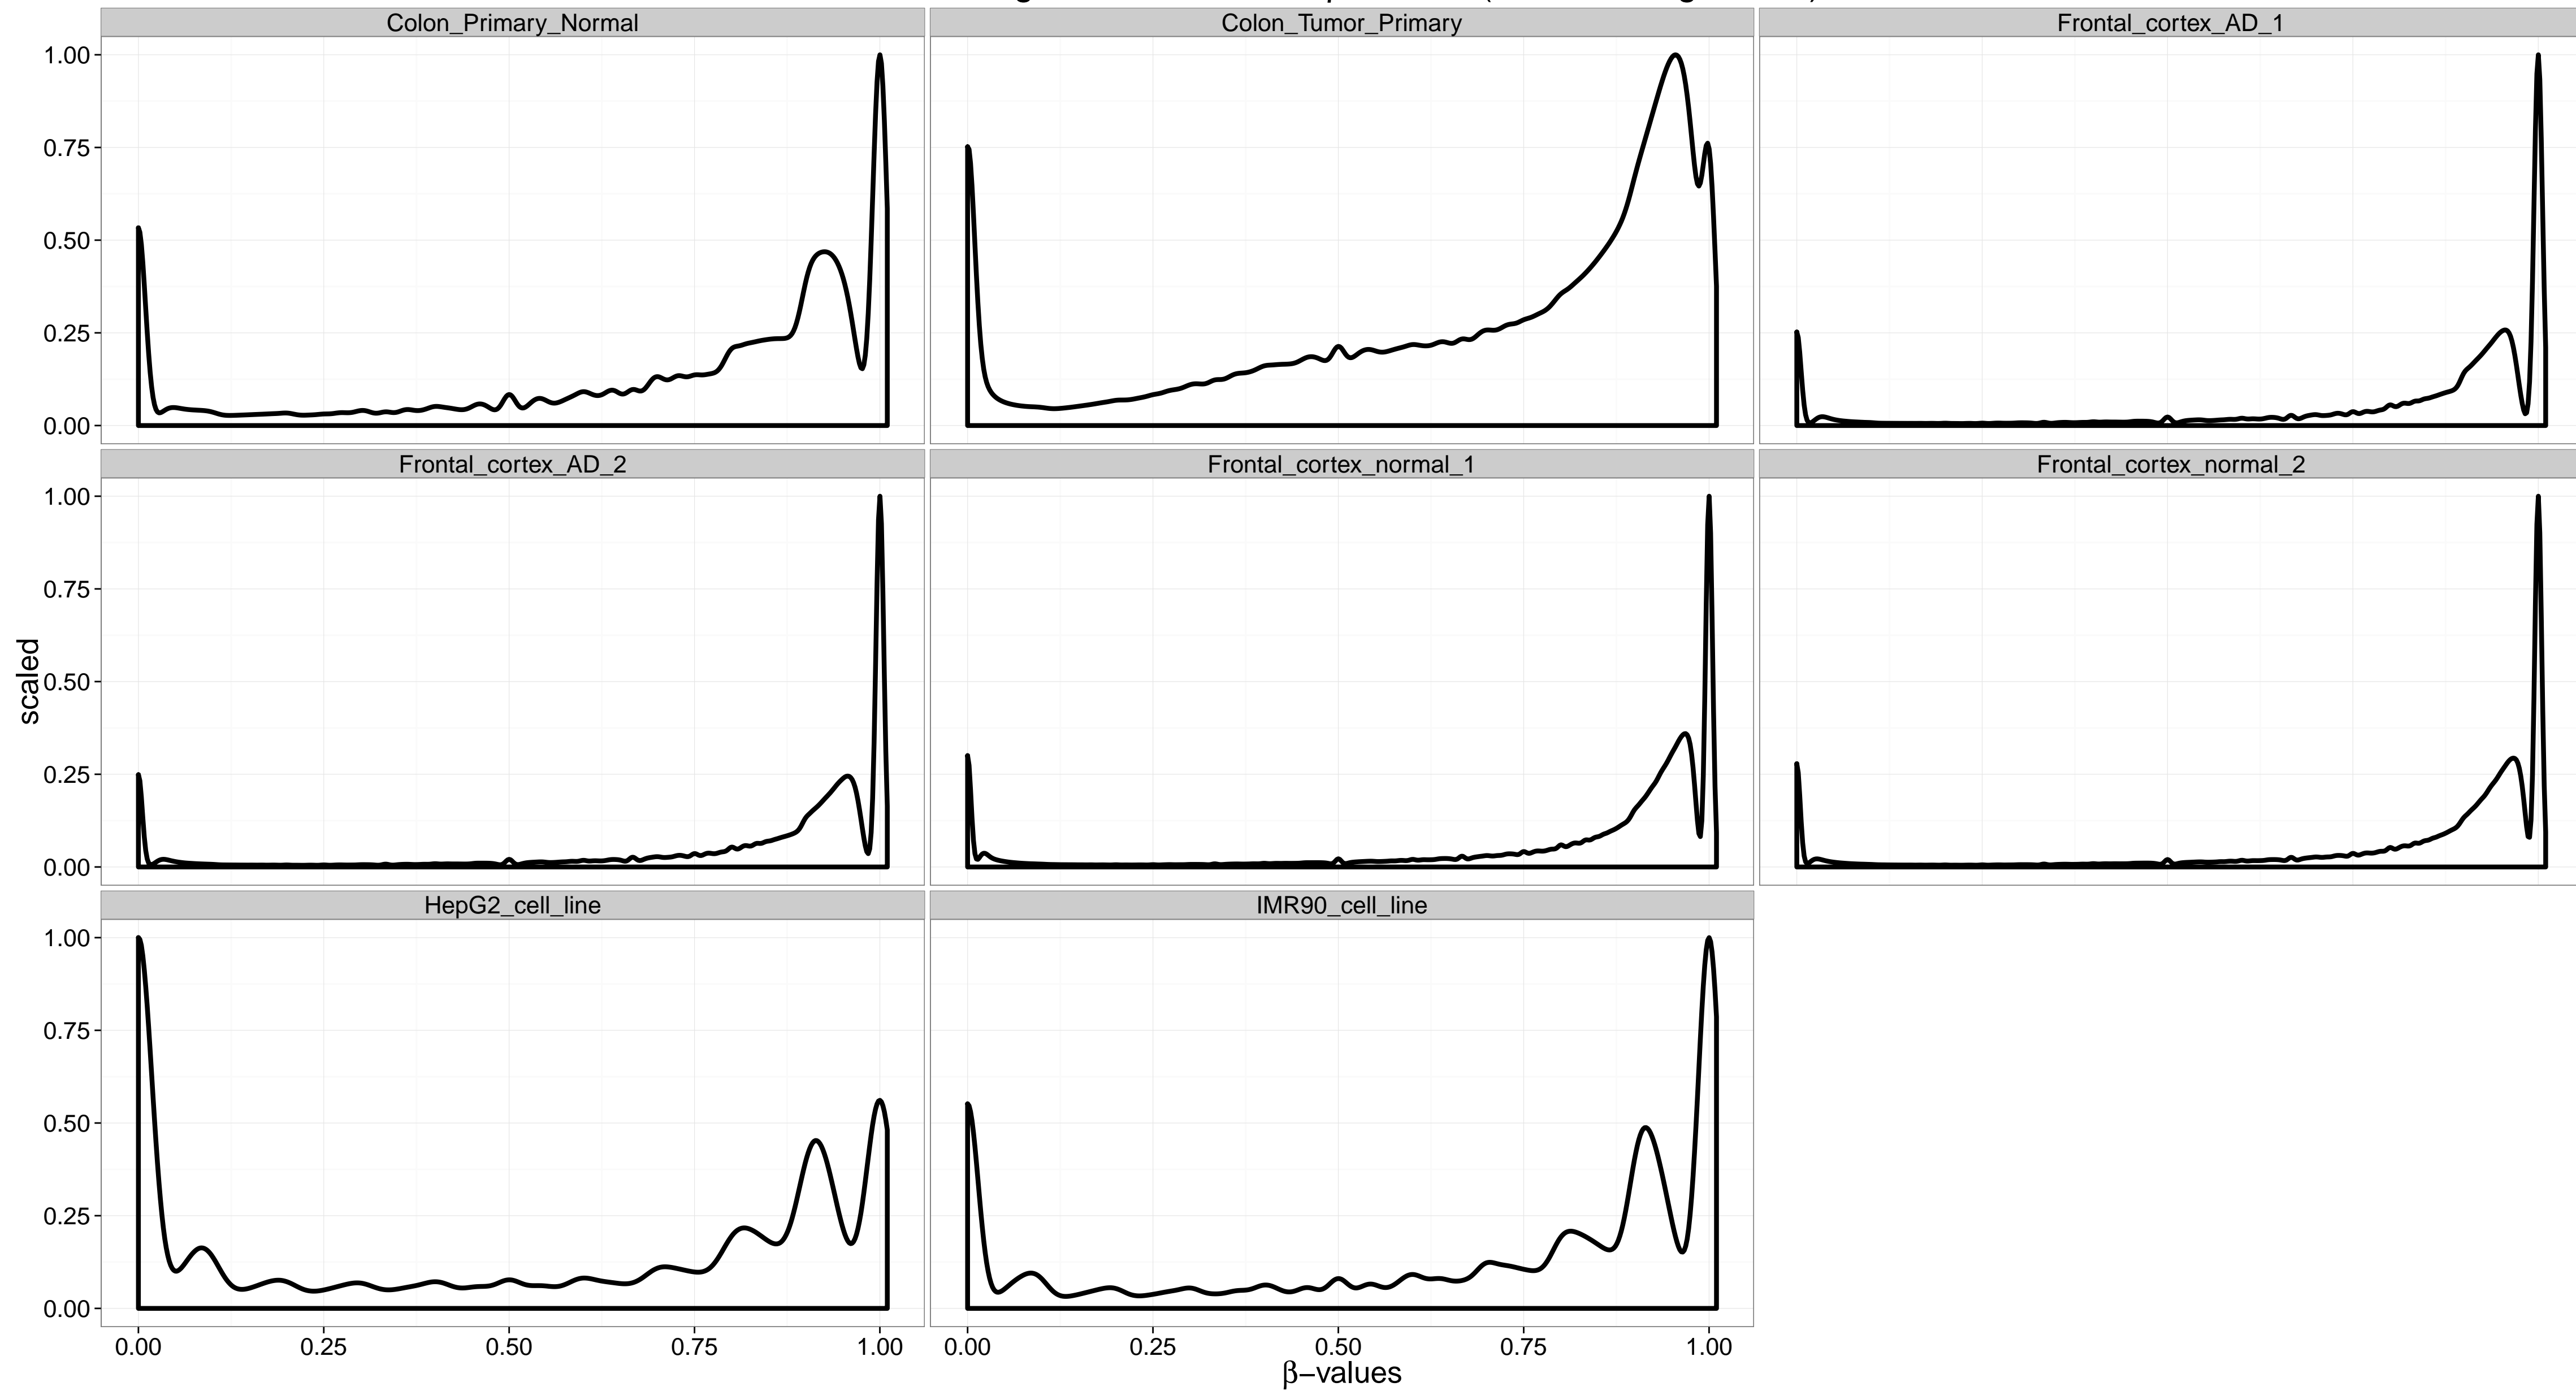 Colon_Primary_Normal Colon_Tumor_Primary Frontal_cortex_AD_1
1.00
0.75
0.50
0.25
0.00
Frontal_cortex_AD_2 Frontal_cortex_normal_1 Frontal_cortex_normal_2
1.00
0.75
scaled
0.50
0.25
0.00
HepG2_cell_line IMR90_cell_line
1.00
0.75
0.50
0.25
0.00
0.00 0.25 0.50 0.75 1.00 0.00 0.25 0.50 0.75 1.00
β−values